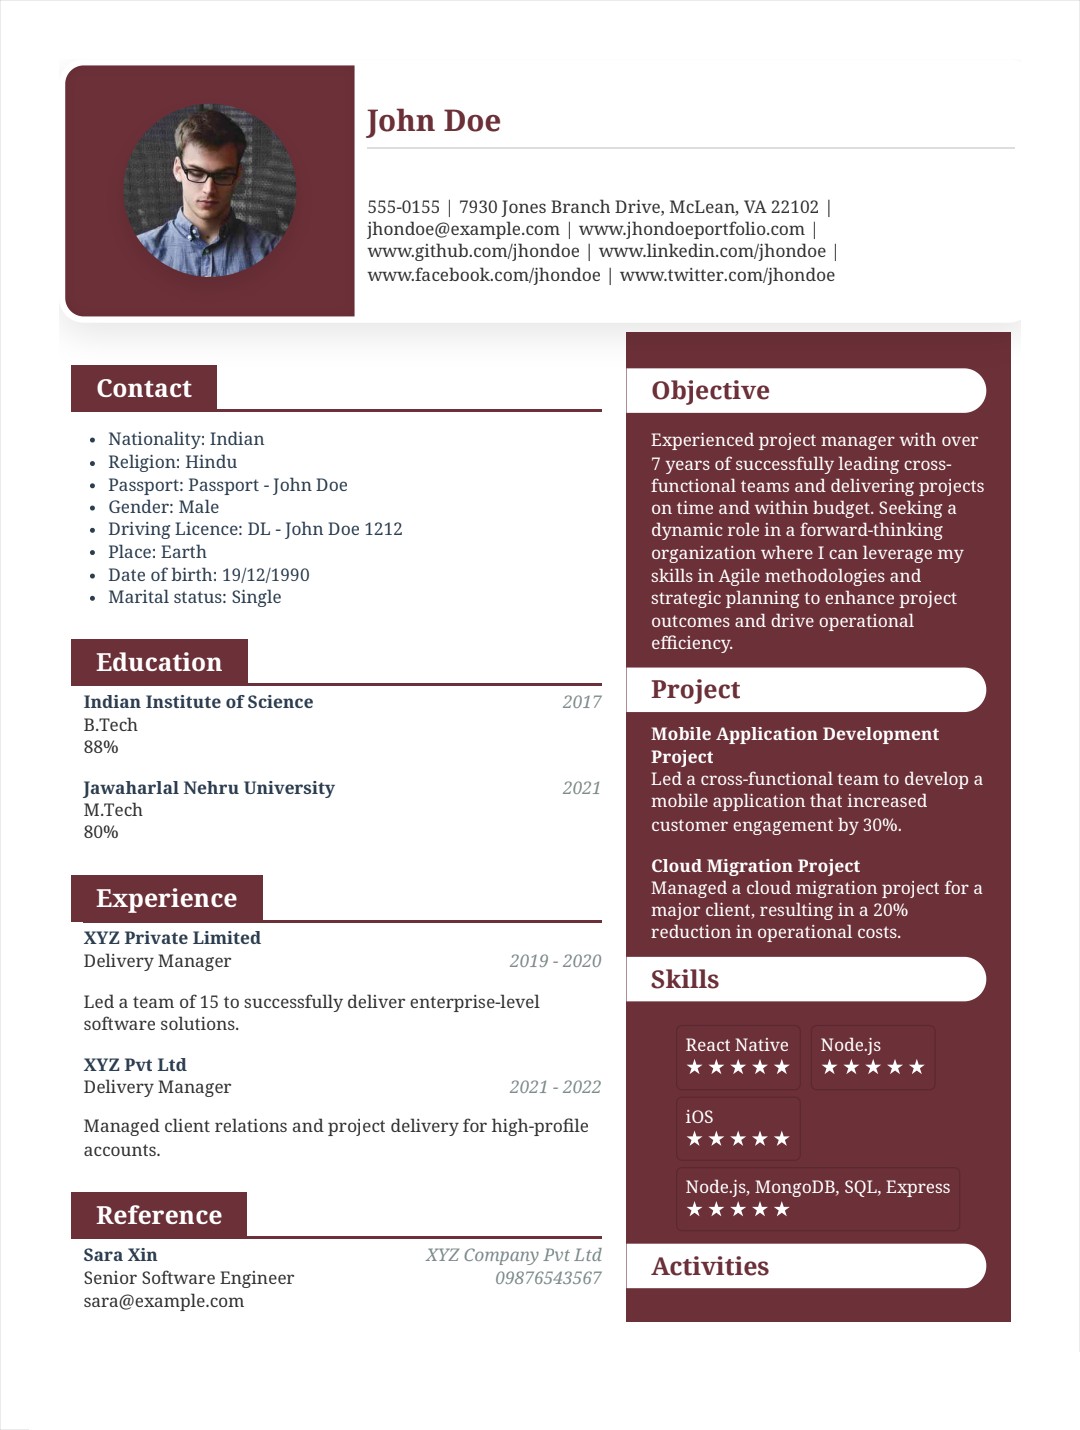 John Doe
555-0155 | 7930 Jones Branch Drive, McLean, VA 22102 |
jhondoe@example.com | www.jhondoeportfolio.com |
www.github.com/jhondoe | www.linkedin.com/jhondoe |
www.facebook.com/jhondoe | www.twitter.com/jhondoe
Contact
• Nationality: Indian
• Religion: Hindu
• Passport: Passport - John Doe
• Gender: Male
• Driving Licence: DL - John Doe 1212
• Place: Earth
• Date of birth: 19/12/1990
• Marital status: Single
Education
Indian Institute of Science 2017
B.Tech
88%
Jawaharlal Nehru University 2021
M.Tech
80%
Experience
XYZ Private Limited
Delivery Manager 2019 - 2020
Led a team of 15 to successfully deliver enterprise-level
software solutions.
XYZ Pvt Ltd
Delivery Manager 2021 - 2022
Managed client relations and project delivery for high-profile
accounts.
Reference
Sara Xin XYZ Company Pvt Ltd
Senior Software Engineer 09876543567
sara@example.com
Objective
Experienced project manager with over
7 years of successfully leading cross-
functional teams and delivering projects
on time and within budget. Seeking a
dynamic role in a forward-thinking
organization where I can leverage my
skills in Agile methodologies and
strategic planning to enhance project
outcomes and drive operational
efficiency.
Project
Mobile Application Development
Project
Led a cross-functional team to develop a
mobile application that increased
customer engagement by 30%.
Cloud Migration Project
Managed a cloud migration project for a
major client, resulting in a 20%
reduction in operational costs.
Skills
React Native Node.js
★★★★★ ★★★★★
iOS
★★★★★
Node.js, MongoDB, SQL, Express
★★★★★
Activities